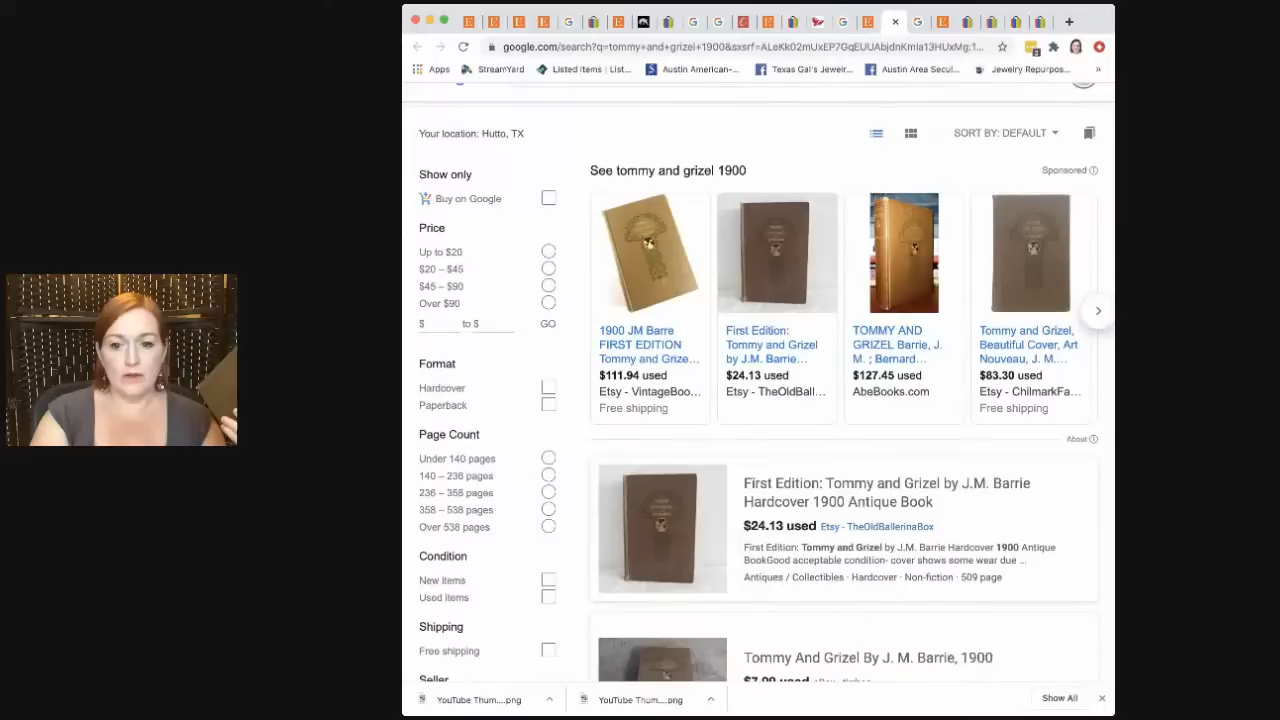 google.com/search?q=tommy+and+grizel+1900&sxsrf=ALeKk02mUxEP7GqEUUAbjdnKmia13HUxMg:1...
Apps StreamYard Listed Items | List... Austin American-... Texas Gal's Jewelr... Austin Area Secul... Jewelry Repurpos... »
Your location: Hutto, TX
SORT BY: DEFAULT
Show only
Buy on Google
Price
Up to $20
$20 – $45
$45 – $90
Over $90
$ to $ GO
Format
Hardcover
Paperback
Page Count
Under 140 pages
140 – 236 pages
236 – 358 pages
358 – 538 pages
Over 538 pages
Condition
New items
Used items
Shipping
Free shipping
Seller
See tommy and grizel 1900
Sponsored
1900 JM Barre
FIRST EDITION
Tommy and Grize...
$111.94 used
Etsy - VintageBoo...
Free shipping
First Edition:
Tommy and Grizel
by J.M. Barrie...
$24.13 used
Etsy - TheOldBall...
TOMMY AND
GRIZEL Barrie, J.
M. ; Bernard...
$127.45 used
AbeBooks.com
Tommy and Grizel,
Beautiful Cover, Art
Nouveau, J. M....
$83.30 used
Etsy - ChilmarkFa...
Free shipping
About
First Edition: Tommy and Grizel by J.M. Barrie
Hardcover 1900 Antique Book
$24.13 used Etsy - TheOldBallerinaBox
First Edition: Tommy and Grizel by J.M. Barrie Hardcover 1900 Antique
BookGood acceptable condition- cover shows some wear due ...
Antiques / Collectibles · Hardcover · Non-fiction · 509 page
Tommy And Grizel By J. M. Barrie, 1900
$7.99 used
YouTube Thum....png
YouTube Thum....png
Show All